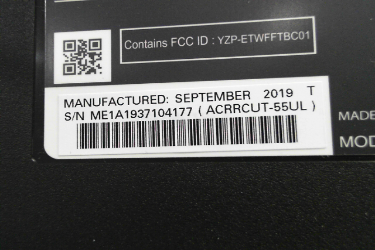 Contains FCC ID : YZP-ETWFFTBC01
MANUFACTURED: SEPTEMBER 2019 T
S/N ME1A1937104177 ( ACRRCUT-55UL )
MADE
MOD